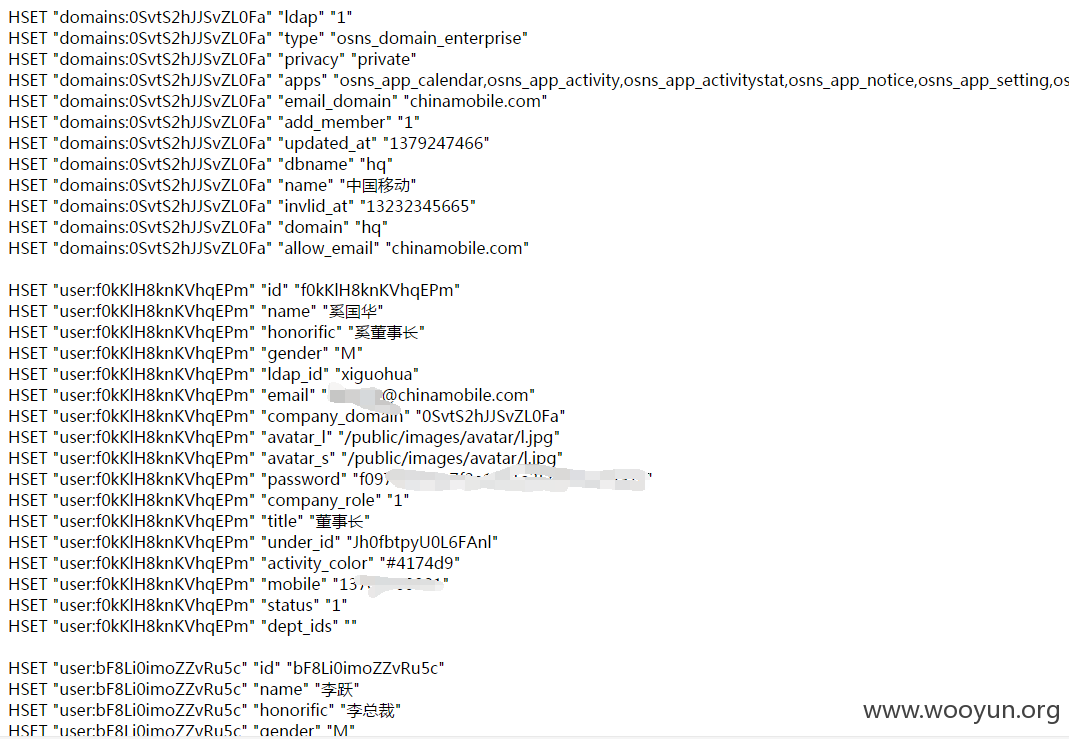 HSET "domains:0SvtS2hJJSvZL0Fa" "ldap" "1"
HSET "domains:0SvtS2hJJSvZL0Fa" "type" "osns_domain_enterprise"
HSET "domains:0SvtS2hJJSvZL0Fa" "privacy" "private"
HSET "domains:0SvtS2hJJSvZL0Fa" "apps" "osns_app_calendar,osns_app_activity,osns_app_activitystat,osns_app_notice,osns_app_setting,os
HSET "domains:0SvtS2hJJSvZL0Fa" "email_domain" "chinamobile.com"
HSET "domains:0SvtS2hJJSvZL0Fa" "add_member" "1"
HSET "domains:0SvtS2hJJSvZL0Fa" "updated_at" "1379247466"
HSET "domains:0SvtS2hJJSvZL0Fa" "dbname" "hq"
HSET "domains:0SvtS2hJJSvZL0Fa" "name" "中国移动"
HSET "domains:0SvtS2hJJSvZL0Fa" "invlid_at" "13232345665"
HSET "domains:0SvtS2hJJSvZL0Fa" "domain" "hq"
HSET "domains:0SvtS2hJJSvZL0Fa" "allow_email" "chinamobile.com"
HSET "user:f0kKlH8knKVhqEPm" "id" "f0kKlH8knKVhqEPm"
HSET "user:f0kKlH8knKVhqEPm" "name" "奚国华"
HSET "user:f0kKlH8knKVhqEPm" "honorific" "奚董事长"
HSET "user:f0kKlH8knKVhqEPm" "gender" "M"
HSET "user:f0kKlH8knKVhqEPm" "ldap_id" "xiguohua"
HSET "user:f0kKlH8knKVhqEPm" "email" " @chinamobile.com"
HSET "user:f0kKlH8knKVhqEPm" "company_domain" "0SvtS2hJJSvZL0Fa"
HSET "user:f0kKlH8knKVhqEPm" "avatar_l" "/public/images/avatar/l.jpg"
HSET "user:f0kKlH8knKVhqEPm" "avatar_s" "/public/images/avatar/l.jpg"
HSET "user:f0kKlH8knKVhqEPm" "password"
HSET "user:f0kKlH8knKVhqEPm" "company_role" "1"
HSET "user:f0kKlH8knKVhqEPm" "title" "董事长"
HSET "user:f0kKlH8knKVhqEPm" "under_id" "Jh0fbtpyU0L6FAnl"
HSET "user:f0kKlH8knKVhqEPm" "activity_color" "#4174d9"
HSET "user:f0kKlH8knKVhqEPm" "mobile"
HSET "user:f0kKlH8knKVhqEPm" "status" "1"
HSET "user:f0kKlH8knKVhqEPm" "dept_ids" ""
HSET "user:bF8Li0imoZZvRu5c" "id" "bF8Li0imoZZvRu5c"
HSET "user:bF8Li0imoZZvRu5c" "name" "李跃"
HSET "user:bF8Li0imoZZvRu5c" "honorific" "李总裁"
HSET "user:bF8Li0imoZZvRu5c" "gender" "M"
www.wooyun.org